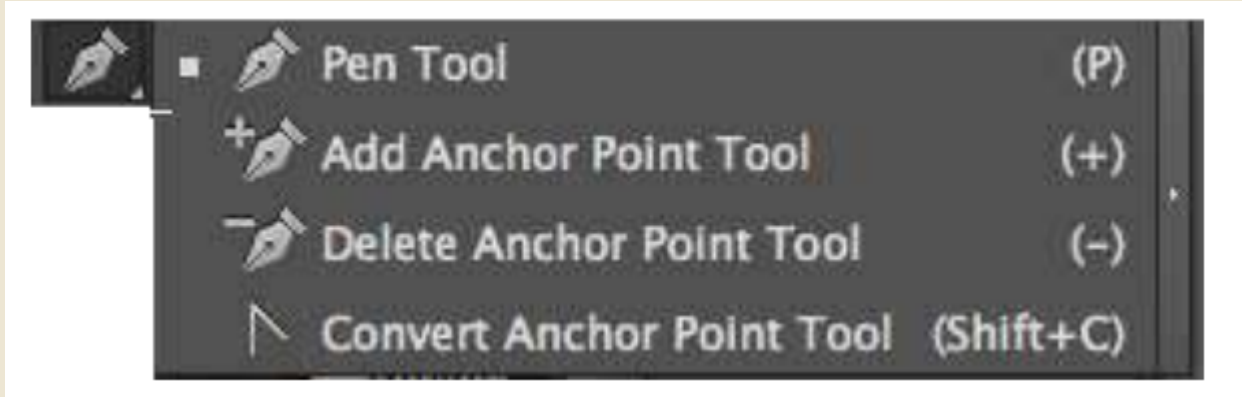 Pen Tool (P)
Add Anchor Point Tool (+)
Delete Anchor Point Tool (-)
Convert Anchor Point Tool (Shift+C)